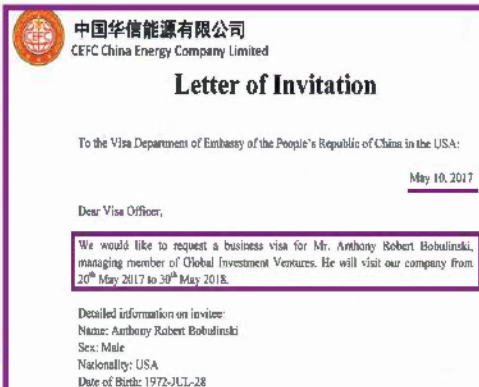 CEFC
中国华信能源有限公司
CEFC China Energy Company Limited
Letter of Invitation
To the Visa Department of Embassy of the People's Republic of China in the USA:
May 10, 2017
Dear Visa Officer,
We would like to request a business visa for Mr. Anthony Robert Bobulinski,
managing member of Global Investment Ventures. He will visit our company from
20th May 2017 to 30th May 2018.
Detailed information on invitee:
Name: Anthony Robert Bobulinski
Sex: Male
Nationality: USA
Date of Birth: 1972-JUL-28